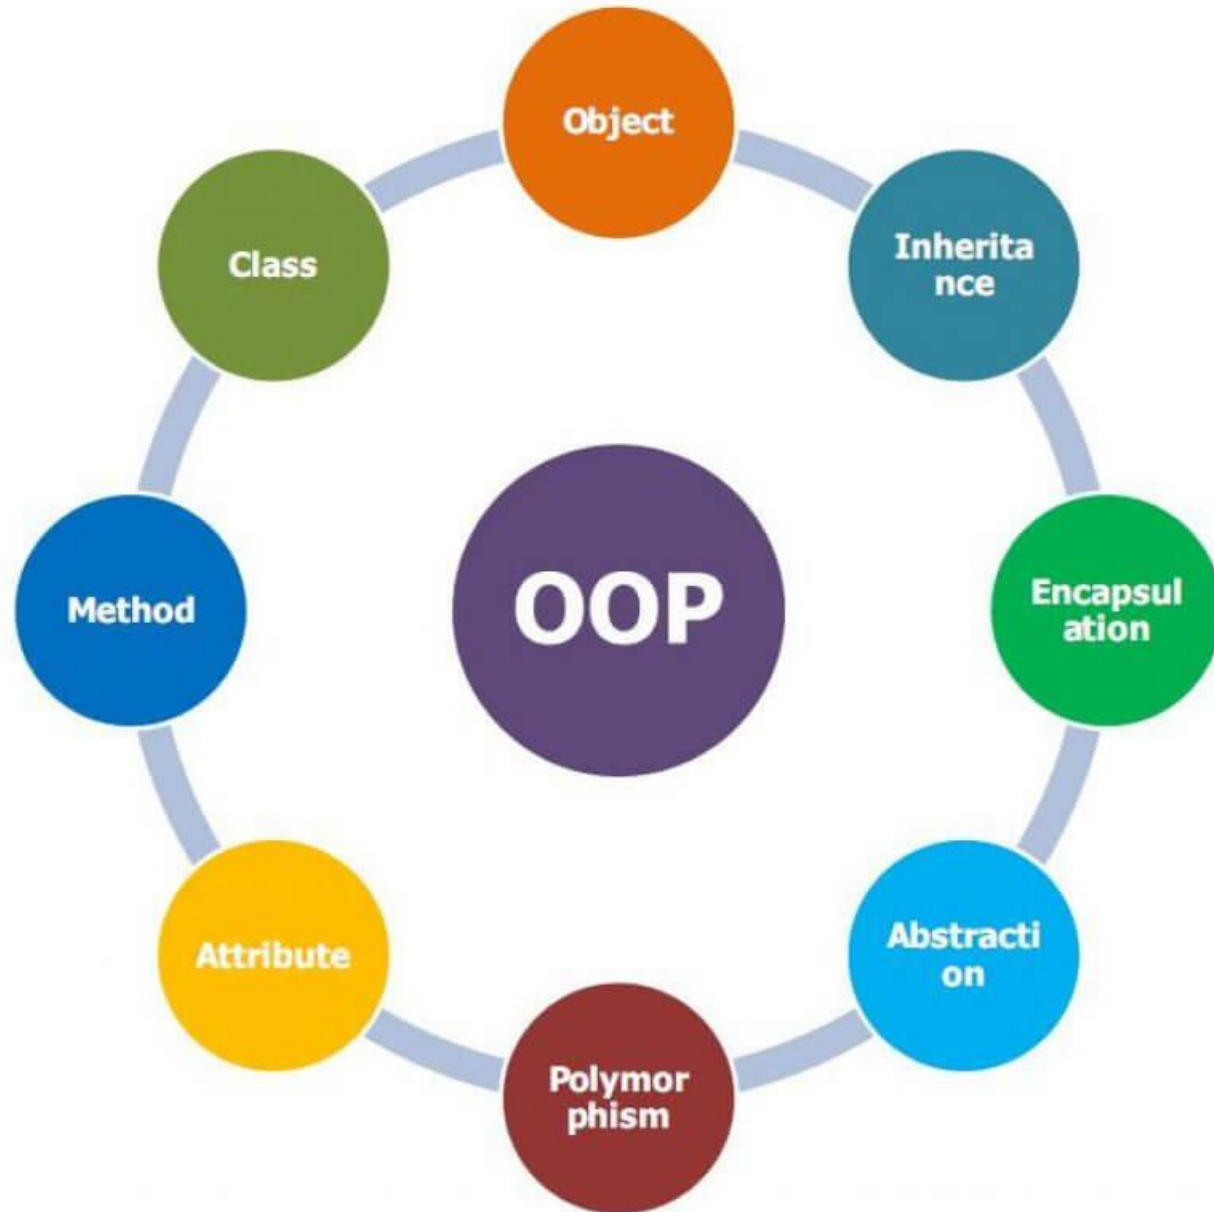 Object
Inherita
nce
Encapsul
ation
Abstracti
on
Polymor
phism
Attribute
Method
Class
OOP